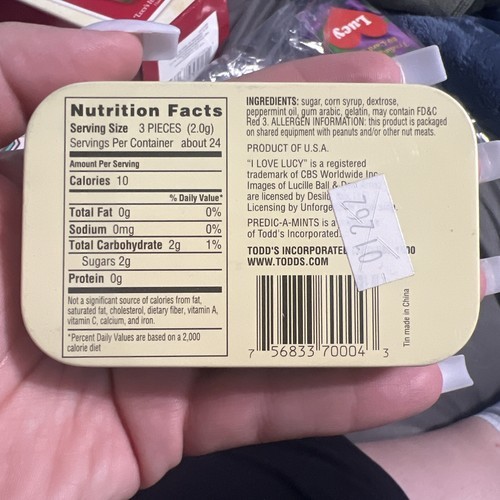 Lucy
Nutrition Facts
Serving Size 3 PIECES (2.0g)
Servings Per Container about 24
Amount Per Serving
Calories 10
% Daily Value*
Total Fat 0g 0%
Sodium 0mg 0%
Total Carbohydrate 2g 1%
Sugars 2g
Protein 0g
Not a significant source of calories from fat,
saturated fat, cholesterol, dietary fiber, vitamin A,
vitamin C, calcium, and iron.
*Percent Daily Values are based on a 2,000
calorie diet
INGREDIENTS: sugar, corn syrup, dextrose,
peppermint oil, gum arabic, gelatin, may contain FD&C
Red 3. ALLERGEN INFORMATION: this product is packaged
on shared equipment with peanuts and/or other nut meats.
PRODUCT OF U.S.A.
"I LOVE LUCY" is a registered
trademark of CBS Worldwide Inc.
Images of Lucille Ball &
are licensed by
Licensing by
PREDIC-A-MINTS is a
of Todd's Incorporated
TODD'S INCORPORATED
WWW.TODDS.COM
7 56833 70004 3
Tin made in China